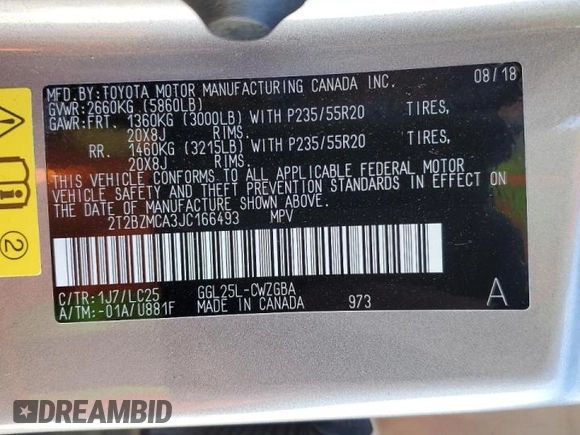 MFD.BY:TOYOTA MOTOR MANUFACTURING CANADA INC. 08/18
GVWR:2660KG (5860LB)
GAWR:FRT. 1360KG (3000LB) WITH P235/55R20 TIRES,
20X8J RIMS.
RR. 1460KG (3215LB) WITH P235/55R20 TIRES,
20X8J RIMS.
THIS VEHICLE CONFORMS TO ALL APPLICABLE FEDERAL MOTOR
VEHICLE SAFETY AND THEFT PREVENTION STANDARDS IN EFFECT ON
THE DATE OF MANUFACTURE SHOWN ABOVE.
2T2BZMCA3JC166493 MPV
C/TR:1J7/LC25 GGL25L-CWZGBA
A/TM:-01A/U881F MADE IN CANADA 973 A
2
DREAMBID